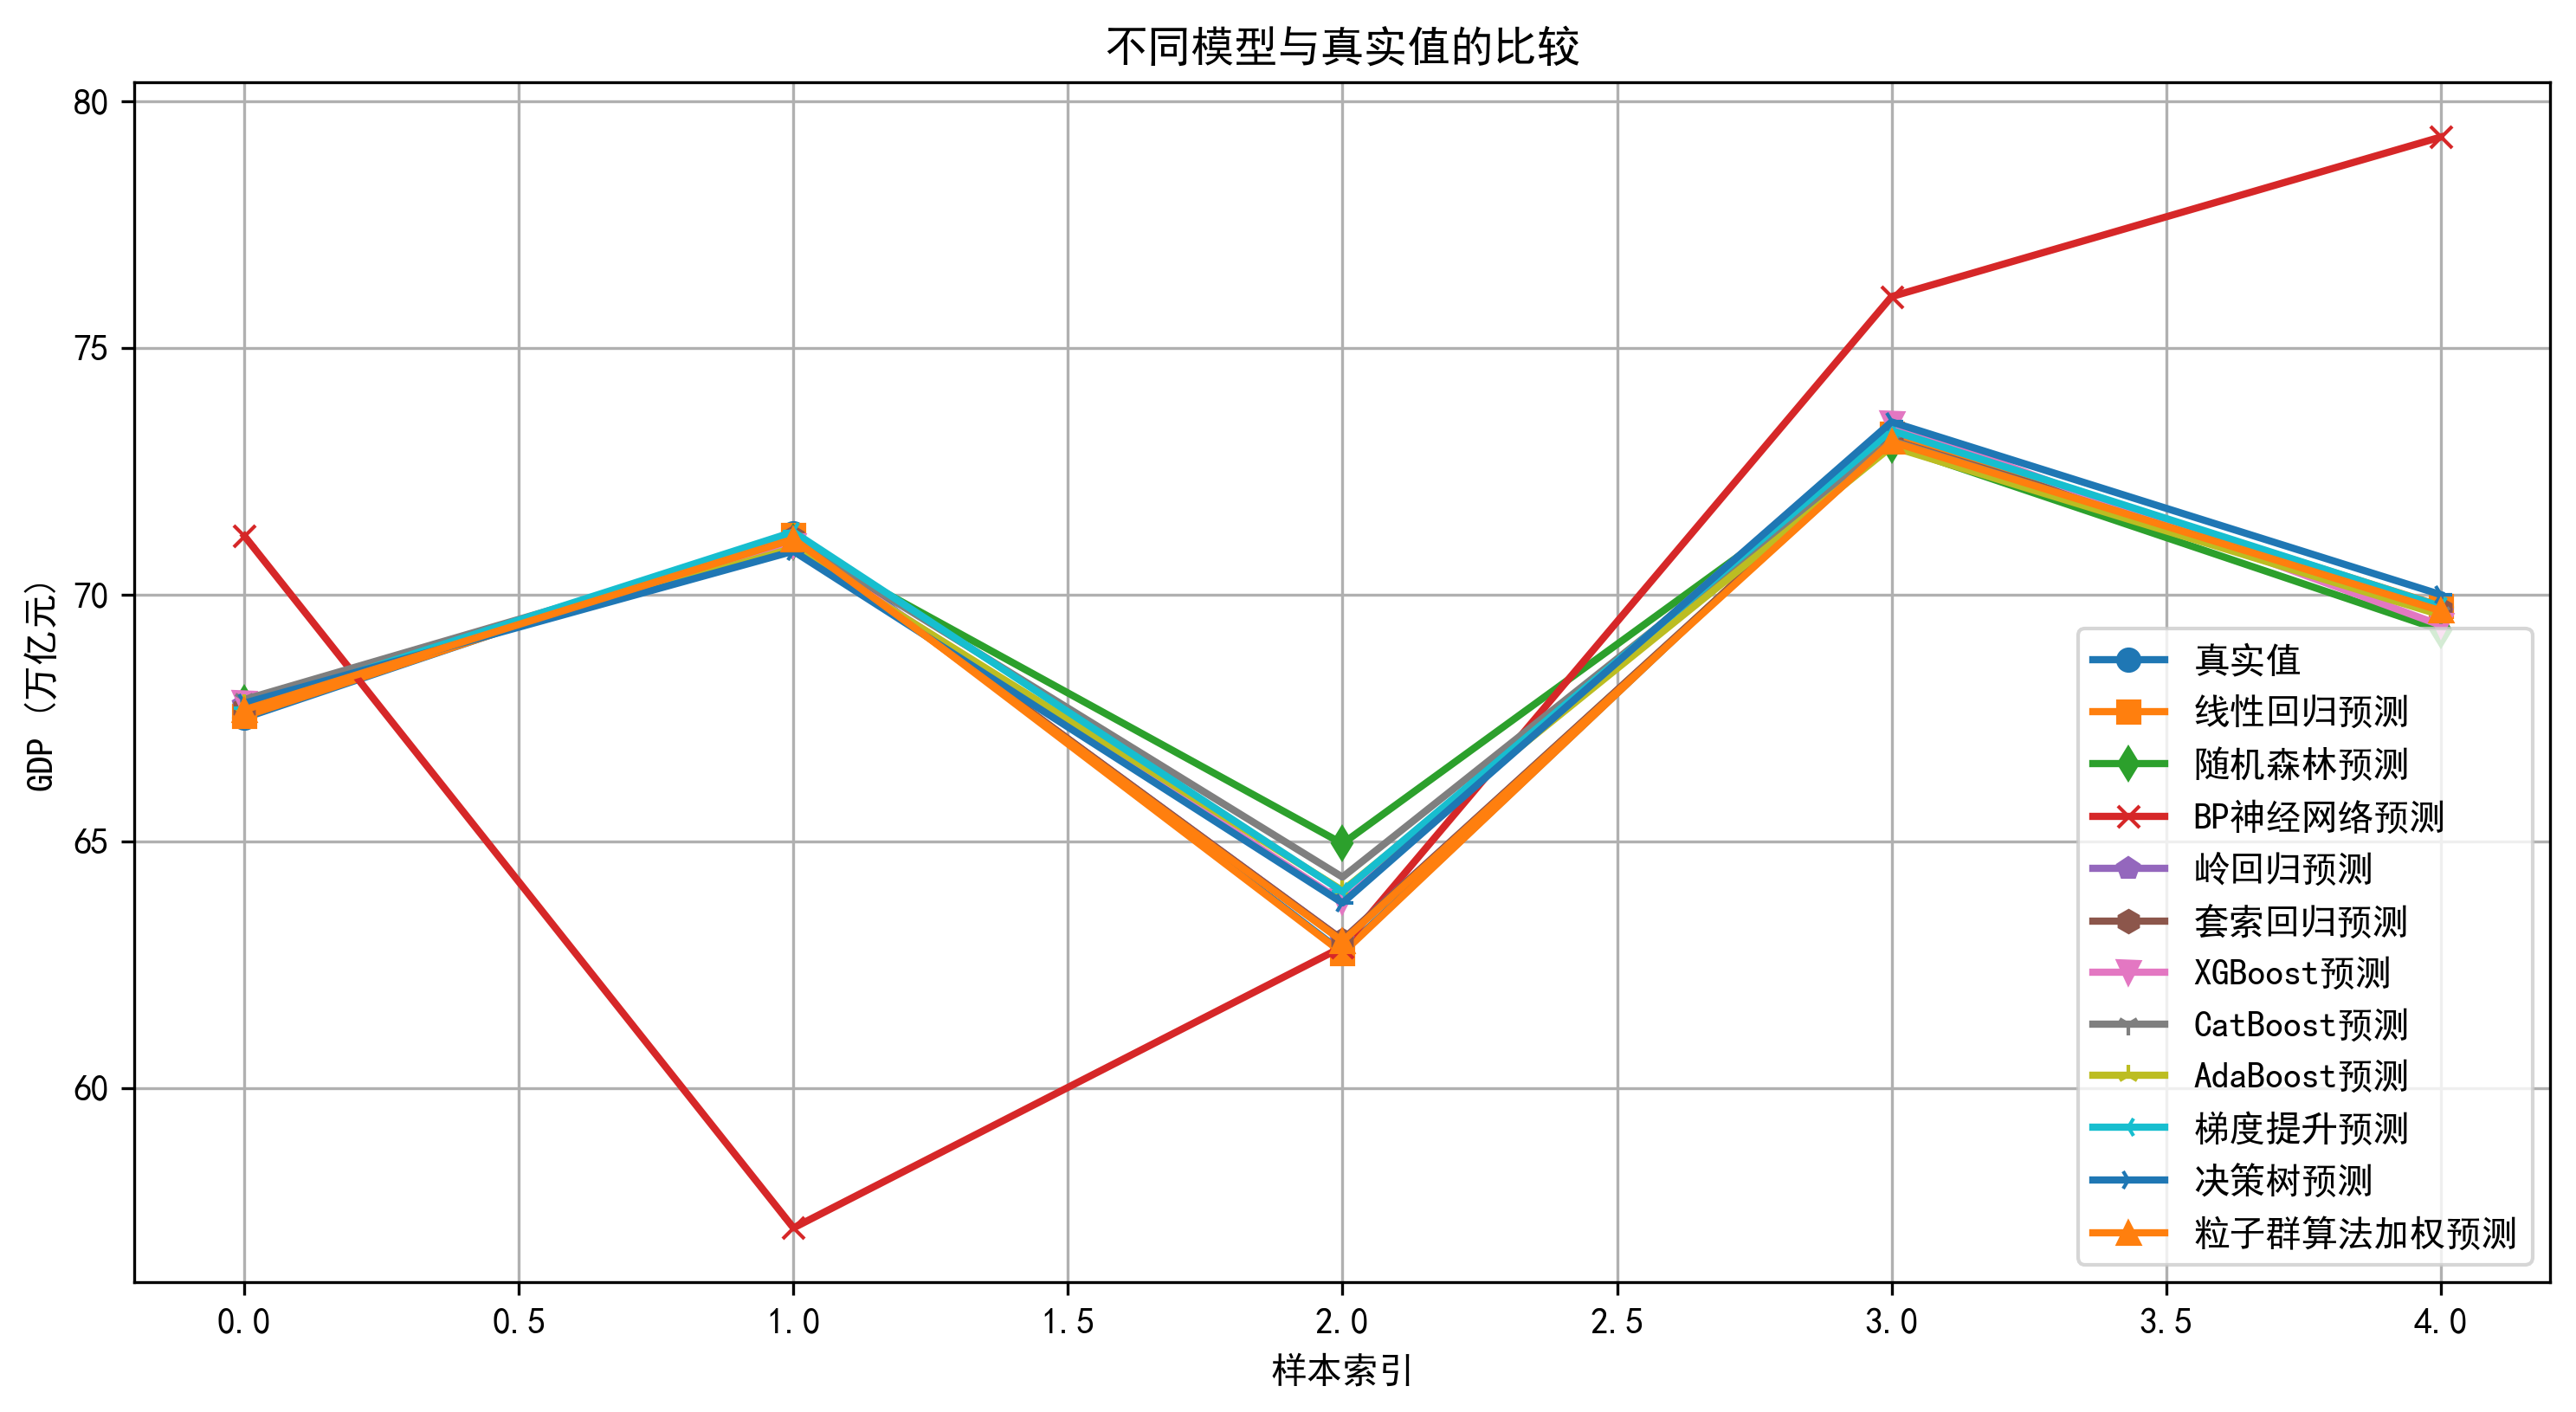 不同模型与真实值的比较
80
75
70
65
60
GDP (万亿元)
0.0
0.5
1.0
1.5
2.0
2.5
3.0
3.5
4.0
样本索引
真实值
线性回归预测
随机森林预测
BP神经网络预测
岭回归预测
套索回归预测
XGBoost预测
CatBoost预测
AdaBoost预测
梯度提升预测
决策树预测
粒子群算法加权预测